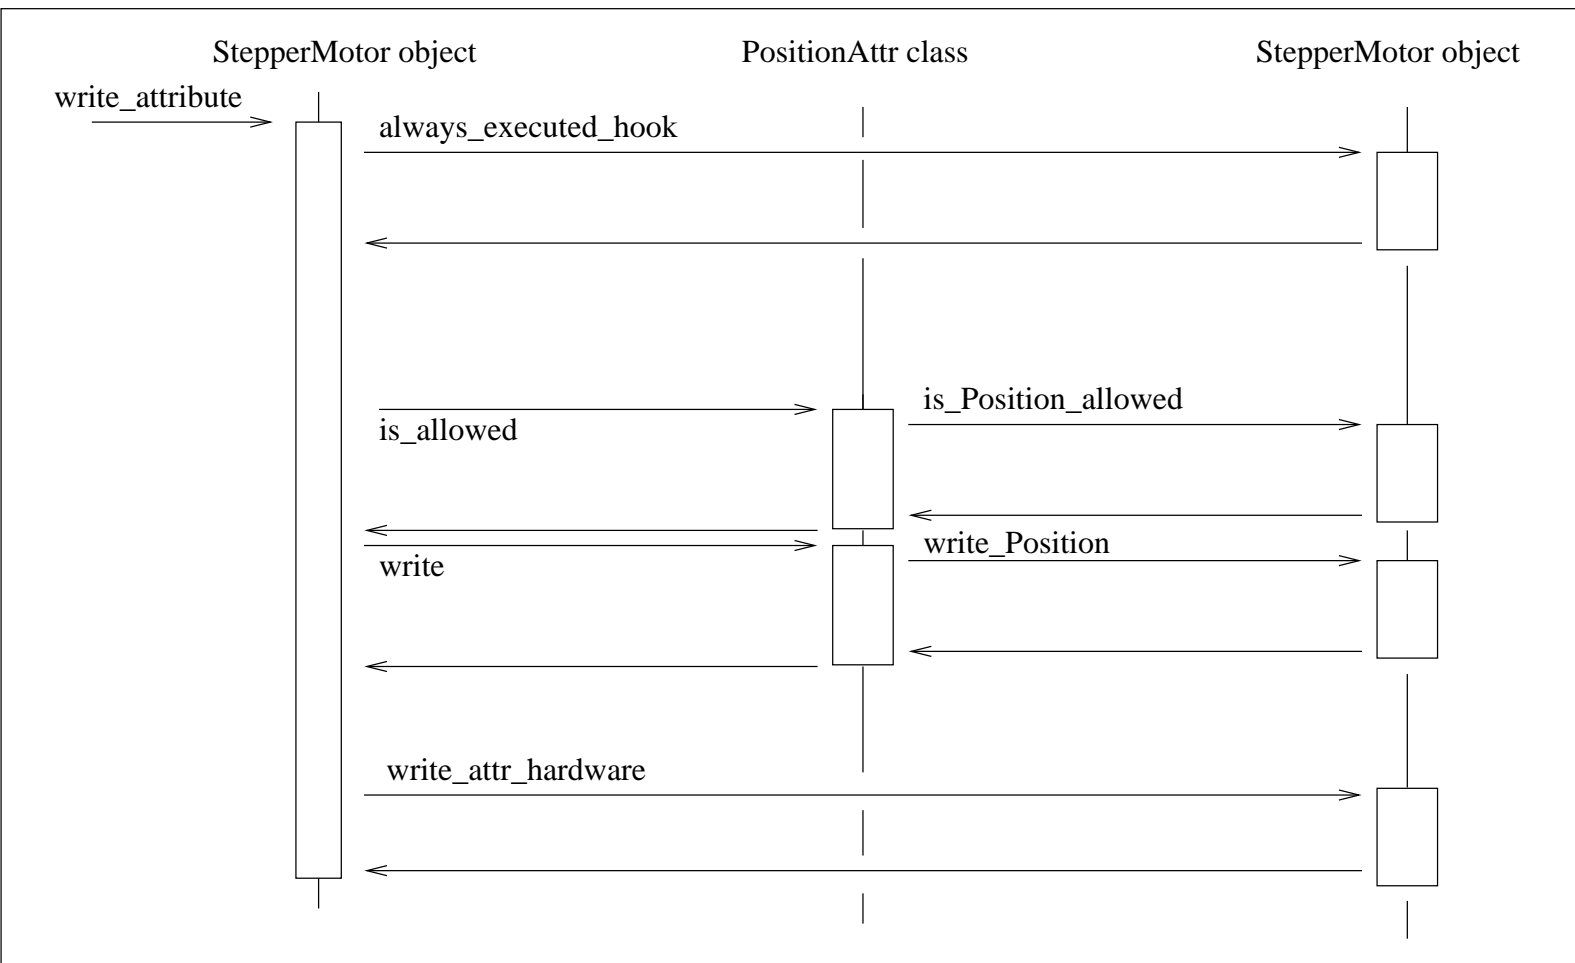 StepperMotor object
PositionAttr class
StepperMotor object
write_attribute
always_executed_hook
is_Position_allowed
is_allowed
write_Position
write
write_attr_hardware